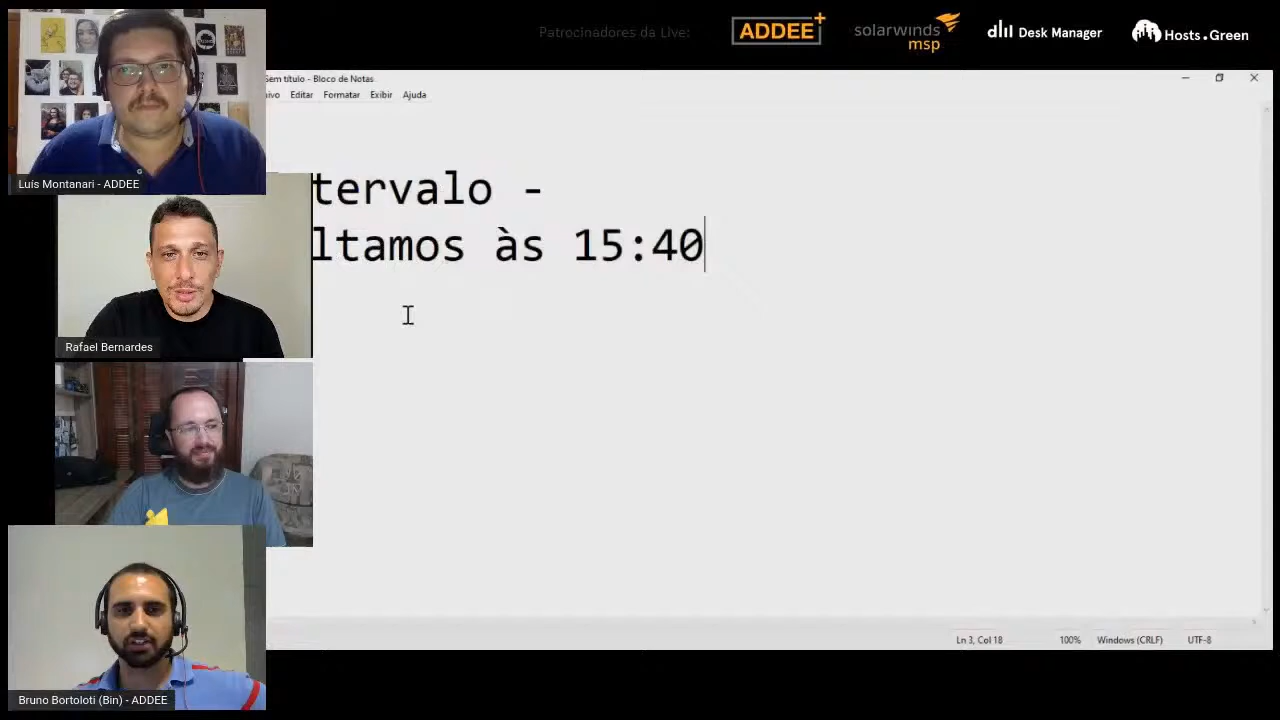 Patrocinadores da Live:
ADDEE+
solarwinds
msp
Desk Manager
Hosts.Green
Sem título - Bloco de Notas
ivo Editar Formatar Exibir Ajuda
tervalo -
ltamos às 15:40
Luís Montanari - ADDEE
Rafael Bernardes
Bruno Bortoloti (Bin) - ADDEE
Ln 3, Col 18 100% Windows (CRLF) UTF-8